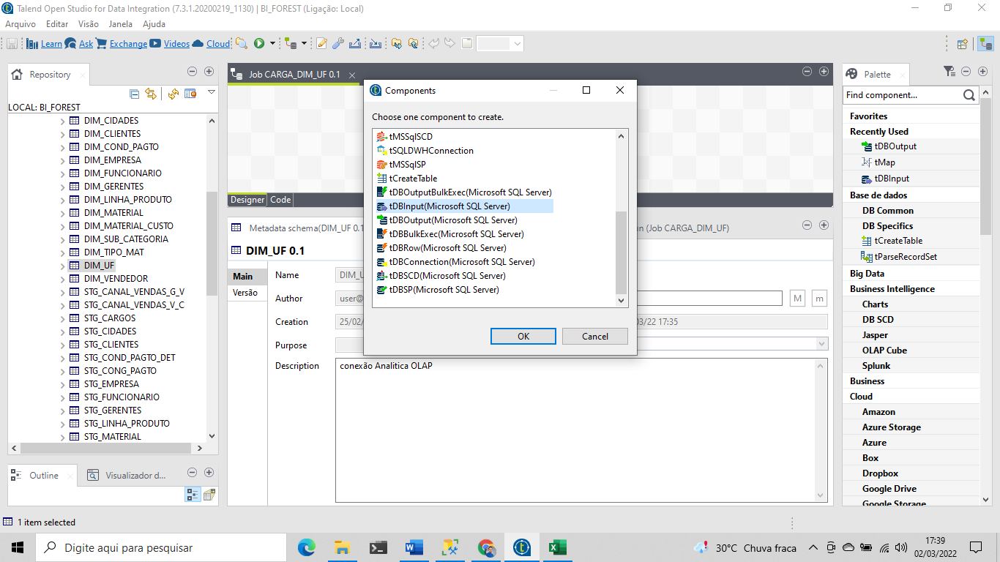 Talend Open Studio for Data Integration (7.3.1.20200219_1130) | BI_FOREST (Ligação: Local)
Arquivo Editar Visão Janela Ajuda
Learn Ask Exchange Videos Cloud
Repository
LOCAL: BI_FOREST
DIM_CIDADES
DIM_CLIENTES
DIM_COND_PAGTO
DIM_EMPRESA
DIM_FUNCIONARIO
DIM_GERENTES
DIM_LINHA_PRODUTO
DIM_MATERIAL
DIM_MATERIAL_CUSTO
DIM_SUB_CATEGORIA
DIM_TIPO_MAT
DIM_UF
DIM_VENDEDOR
STG_CANAL_VENDAS_G_V
STG_CANAL_VENDAS_V_C
STG_CARGOS
STG_CIDADES
STG_CLIENTES
STG_COND_PAGTO_DET
STG_CONG_PAGTO
STG_EMPRESA
STG_FUNCIONARIO
STG_GERENTES
STG_LINHA_PRODUTO
STG_MATERIAL
Outline
Visualizador d...
1 item selected
Job CARGA_DIM_UF 0.1
Designer Code
Components
Choose one component to create.
tMSSqlSCD
tSQLDWHConnection
tMSSqlSP
tCreateTable
tDBOutputBulkExec(Microsoft SQL Server)
tDBInput(Microsoft SQL Server)
tDBOutput(Microsoft SQL Server)
tDBBulkExec(Microsoft SQL Server)
tDBRow(Microsoft SQL Server)
tDBConnection(Microsoft SQL Server)
tDBSCD(Microsoft SQL Server)
tDBSP(Microsoft SQL Server)
OK Cancel
Metadata schema(DIM_UF 0.1
(Job CARGA_DIM_UF)
DIM_UF 0.1
Main
Versão
Name DIM_U
Author user@ M m
Creation 25/02/ 03/22 17:35
Purpose
Description conexão Analitica OLAP
Palette
Find component...
Favorites
Recently Used
tDBOutput
tMap
tDBInput
Base de dados
DB Common
DB Specifics
tCreateTable
tParseRecordSet
Big Data
Business Intelligence
Charts
DB SCD
Jasper
OLAP Cube
Splunk
Business
Cloud
Amazon
Azure Storage
Azure
Box
Dropbox
Google Drive
Google Storage
Digite aqui para pesquisar
30°C Chuva fraca
17:39
02/03/2022